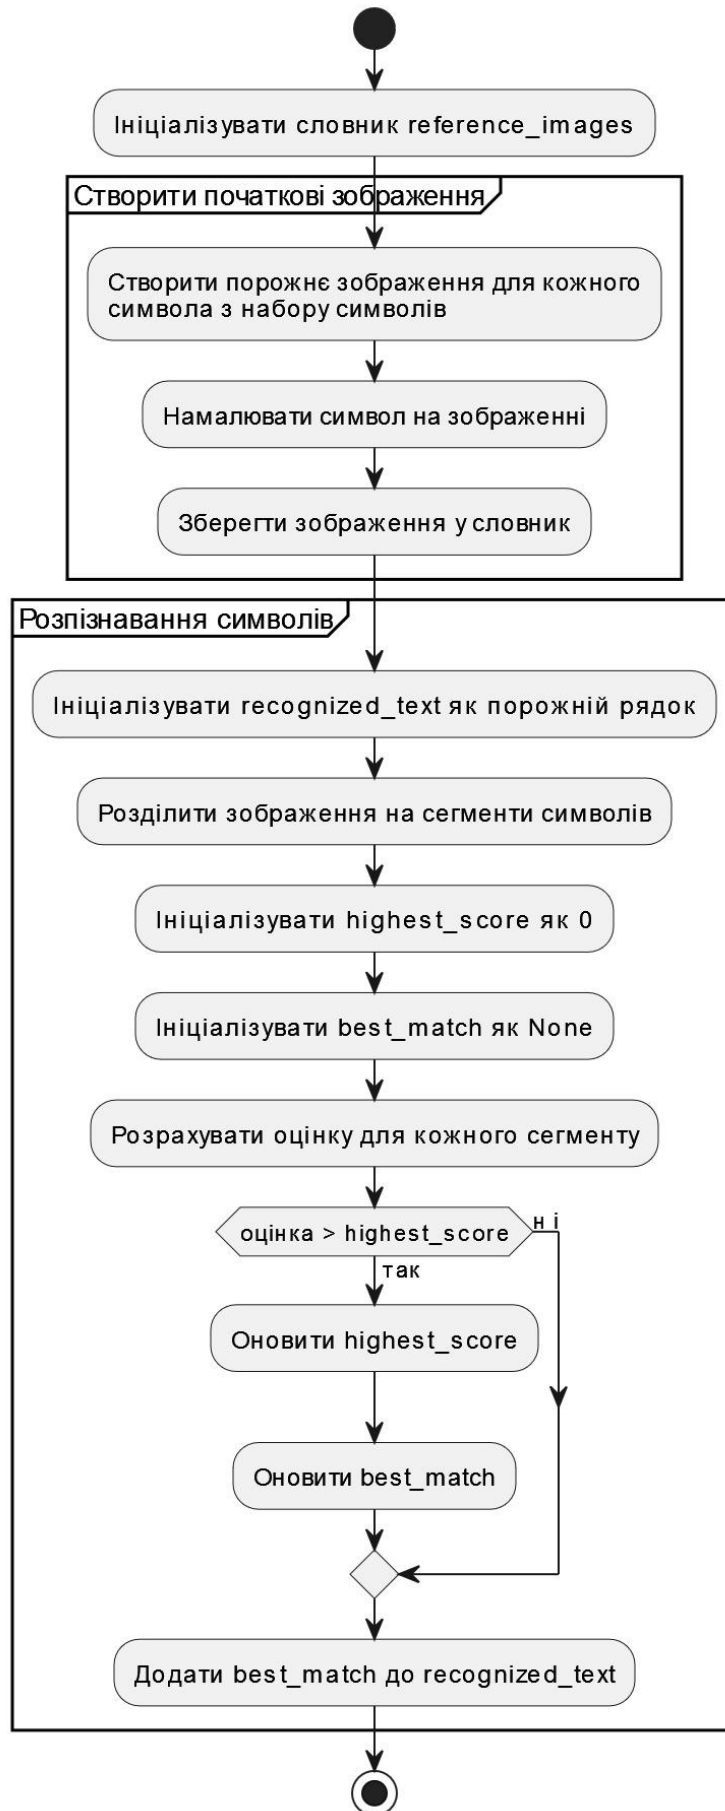 Ініціалізувати словник reference_images
Створити початкові зображення
Створити порожнє зображення для кожного
символа з набору символів
Намалювати символ на зображенні
Зберегти зображення у словник
Розпізнавання символів
Ініціалізувати recognized_text як порожній рядок
Розділити зображення на сегменти символів
Ініціалізувати highest_score як 0
Ініціалізувати best_match як None
Розрахувати оцінку для кожного сегменту
оцінка > highest_score
ні
так
Оновити highest_score
Оновити best_match
Додати best_match до recognized_text